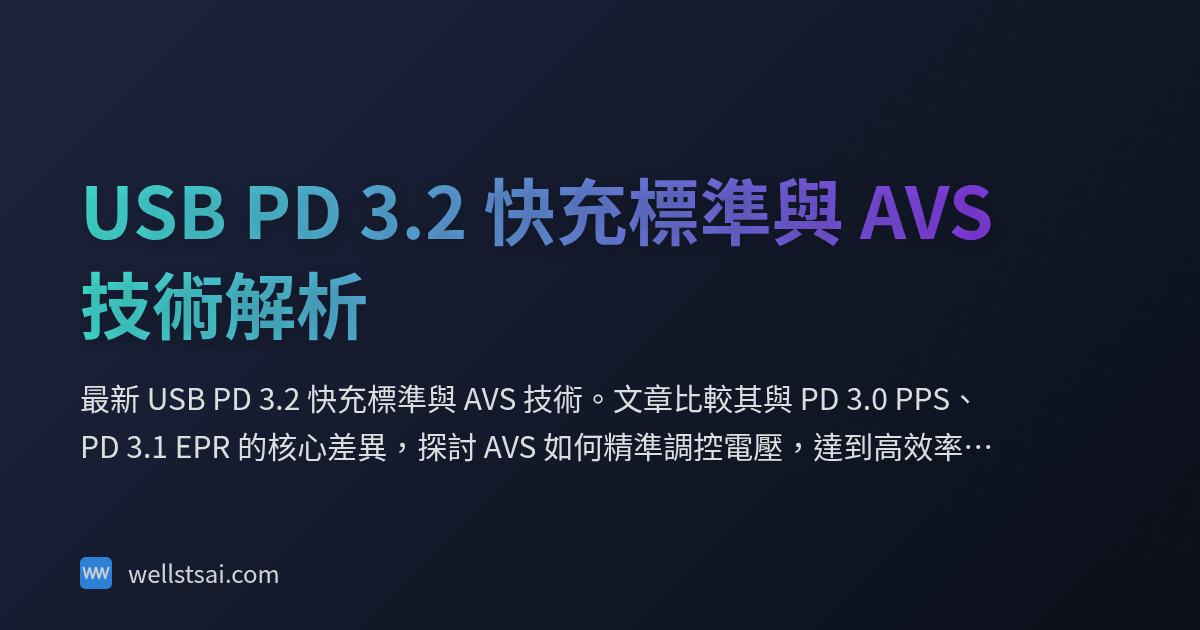 USB PD 3.2 快充標準與 AVS
技術解析
最新 USB PD 3.2 快充標準與 AVS 技術。文章比較其與 PD 3.0 PPS、
PD 3.1 EPR 的核心差異，探討 AVS 如何精準調控電壓，達到高效率…
wellstsai.com